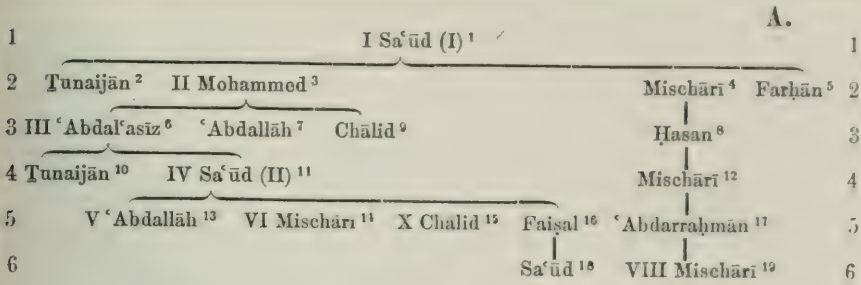 A.
1 I Saʿūd (I) ¹ 1
2 Tunaijān ² II Mohammed ³ Mischārī ⁴ Farḥān ⁵ 2
3 III ʿAbdalʿasīz ⁶ ʿAbdallāh ⁷ Chālid ⁹ Ḥasan ⁸ 3
4 Tunaijān ¹⁰ IV Saʿūd (II) ¹¹ Mischārī ¹² 4
5 V ʿAbdallāh ¹³ VI Mischārī ¹⁴ X Chalid ¹⁵ Faiṣal ¹⁶ ʿAbdarraḥmān ¹⁷ 5
6 Saʿūd ¹⁸ VIII Mischārī ¹⁹ 6